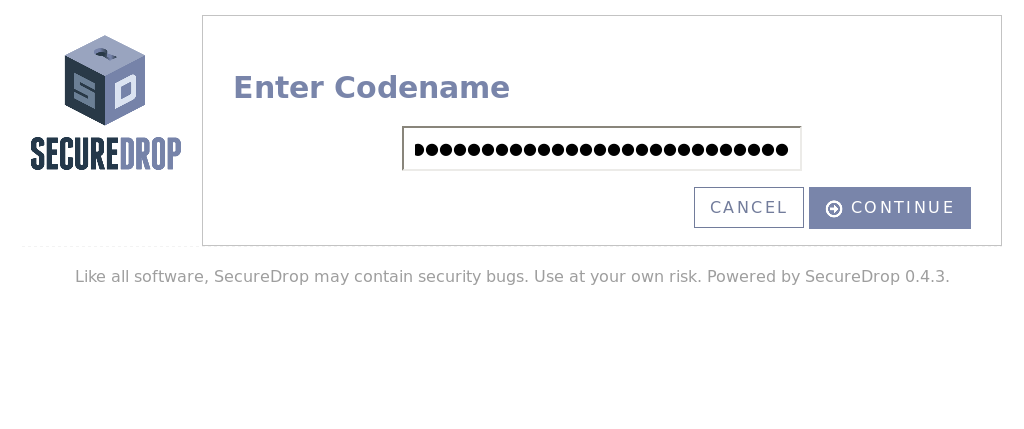 SD
SECUREDROP
Enter Codename
●●●●●●●●●●●●●●●●●●●●●●●●●●●
CANCEL
CONTINUE
Like all software, SecureDrop may contain security bugs. Use at your own risk. Powered by SecureDrop 0.4.3.